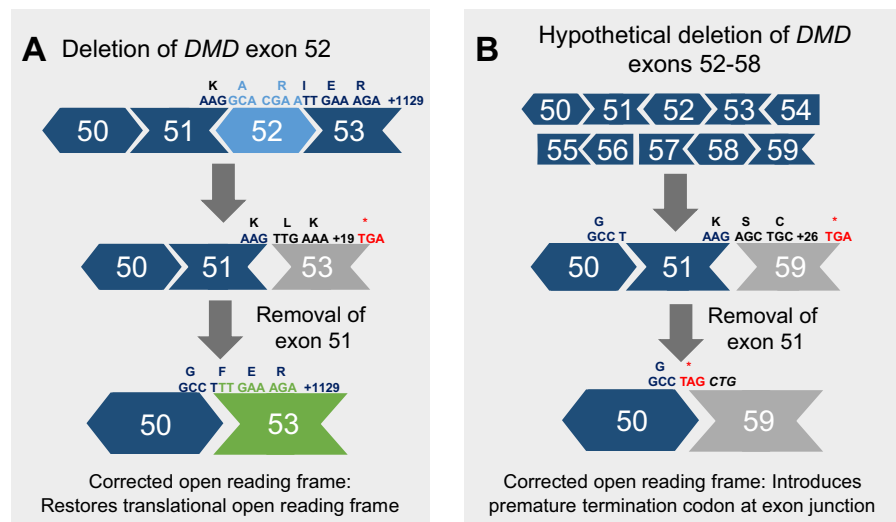 A Deletion of DMD exon 52
K A R I E R
AAG GCA CGA ATT GAA AGA +1129
50 51 52 53
K L K *
AAG TTG AAA +19 TGA
50 51 53
Removal of
exon 51
G F E R
GCC TTT GAA AGA +1129
50 53
Corrected open reading frame:
Restores translational open reading frame
B Hypothetical deletion of DMD
exons 52-58
50 51 52 53 54
55 56 57 58 59
G K S C *
GCC T AAG AGC TGC +26 TGA
50 51 59
Removal of
exon 51
G *
GCC TAG CTG
50 59
Corrected open reading frame: Introduces
premature termination codon at exon junction